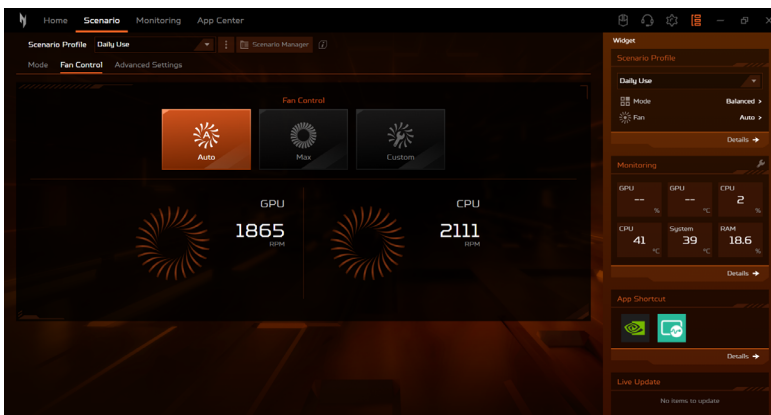 Home Scenario Monitoring App Center
Scenario Profile Daily Use Scenario Manager
Mode Fan Control Advanced Settings
Fan Control
A
Auto Max Custom
GPU CPU
1865 2111
RPM RPM
Widget
Scenario Profile
Daily Use
Mode Balanced >
Fan Auto >
Details →
Monitoring
GPU GPU CPU
-- -- 2
% °C %
CPU System RAM
41 39 18.6
°C °C %
Details →
App Shortcut
Details →
Live Update
No items to update